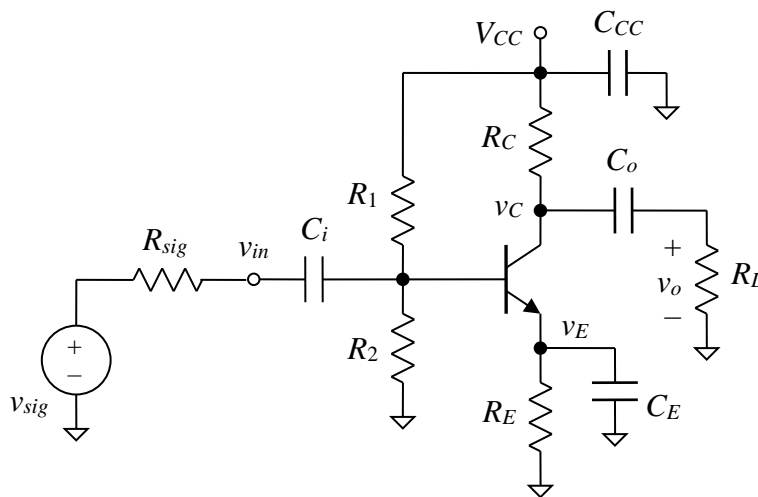 V_CC
C_CC
R_C
C_o
R_1
v_C
C_i
R_sig
v_in
+
v_o
−
R_L
+
−
v_sig
R_2
v_E
R_E
C_E